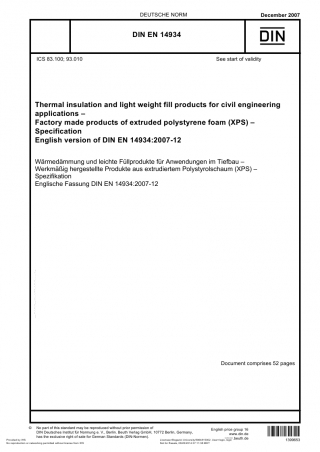 DEUTSCHE NORM
December 2007
DIN EN 14934
DIN
ICS 83.100; 93.010
See start of validity
Thermal insulation and light weight fill products for civil engineering
applications –
Factory made products of extruded polystyrene foam (XPS) –
Specification
English version of DIN EN 14934:2007-12
Wärmedämmung und leichte Füllprodukte für Anwendungen im Tiefbau –
Werkmäßig hergestellte Produkte aus extrudiertem Polystyrolschaum (XPS) –
Spezifikation
Englische Fassung DIN EN 14934:2007-12
Document comprises 52 pages
No part of this standard may be reproduced without prior permission of
DIN Deutsches Institut für Normung e. V., Berlin. Beuth Verlag GmbH, 10772 Berlin, Germany,
has the exclusive right of sale for German Standards (DIN-Normen).
English price group 16
www.din.de
beuth.de